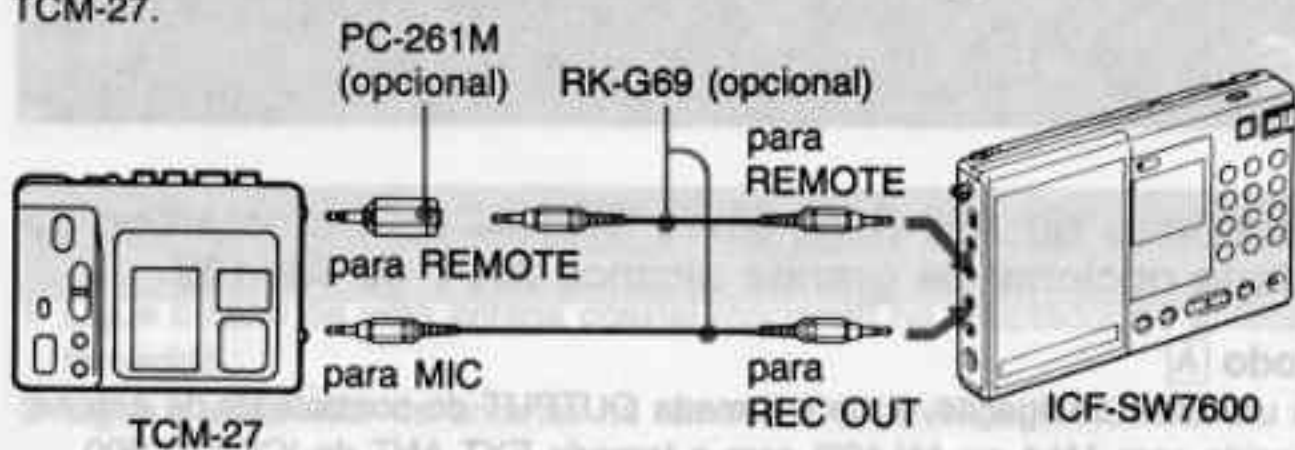 TCM-27.
PC-261M
(opcional)
RK-G69 (opcional)
para
REMOTE
para REMOTE
para MIC
para
REC OUT
TCM-27
ICF-SW7600